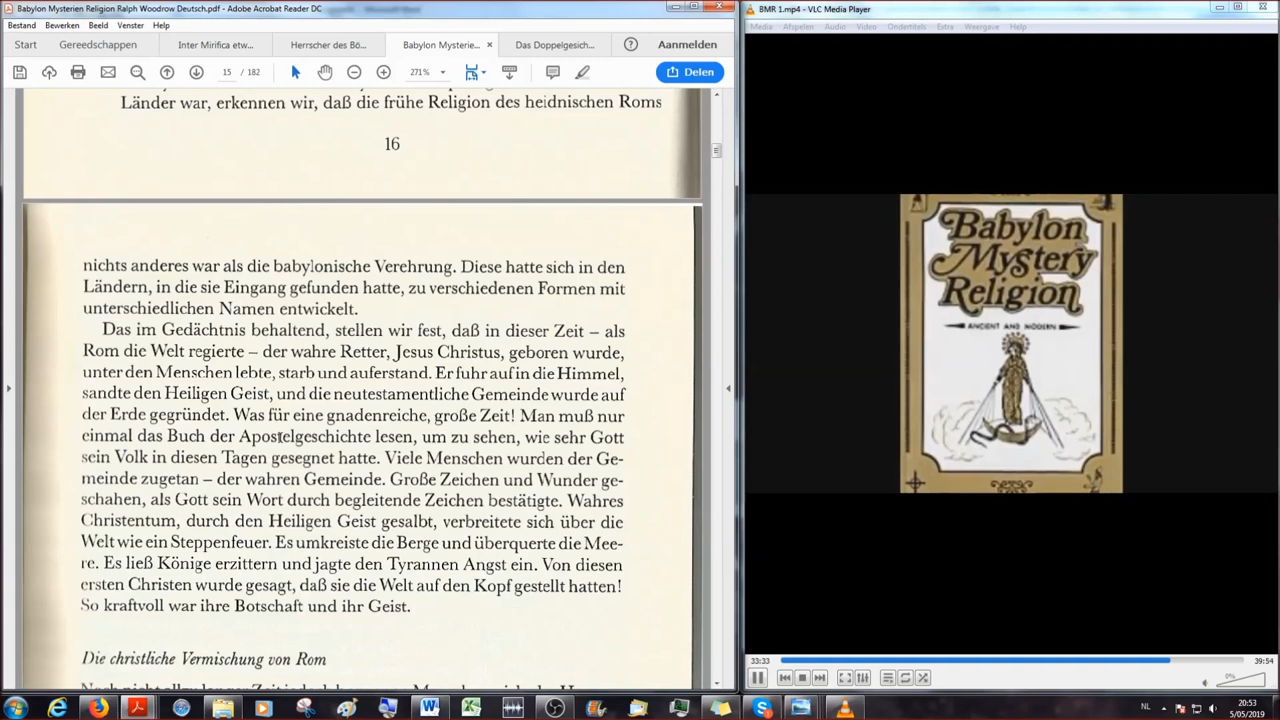 Babylon Mysterien Religion Ralph Woodrow Deutsch.pdf - Adobe Acrobat Reader DC
Bestand Bewerken Beeld Venster Help
Start Gereedschappen Inter Mirifica etw... Herrscher des Bö... Babylon Mysterie... × Das Doppelgesich... Aanmelden
15 / 182 271% Delen
Länder war, erkennen wir, daß die frühe Religion des heidnischen Roms
16
nichts anderes war als die babylonische Verehrung. Diese hatte sich in den
Ländern, in die sie Eingang gefunden hatte, zu verschiedenen Formen mit
unterschiedlichen Namen entwickelt.
Das im Gedächtnis behaltend, stellen wir fest, daß in dieser Zeit – als
Rom die Welt regierte – der wahre Retter, Jesus Christus, geboren wurde,
unter den Menschen lebte, starb und auferstand. Er fuhr auf in die Himmel,
sandte den Heiligen Geist, und die neutestamentliche Gemeinde wurde auf
der Erde gegründet. Was für eine gnadenreiche, große Zeit! Man muß nur
einmal das Buch der Apostelgeschichte lesen, um zu sehen, wie sehr Gott
sein Volk in diesen Tagen gesegnet hatte. Viele Menschen wurden der Ge-
meinde zugetan – der wahren Gemeinde. Große Zeichen und Wunder ge-
schahen, als Gott sein Wort durch begleitende Zeichen bestätigte. Wahres
Christentum, durch den Heiligen Geist gesalbt, verbreitete sich über die
Welt wie ein Steppenfeuer. Es umkreiste die Berge und überquerte die Mee-
re. Es ließ Könige erzittern und jagte den Tyrannen Angst ein. Von diesen
ersten Christen wurde gesagt, daß sie die Welt auf den Kopf gestellt hatten!
So kraftvoll war ihre Botschaft und ihr Geist.
Die christliche Vermischung von Rom
BMR 1.mp4 - VLC Media Player
Media Afspelen Audio Video Ondertitels Extra Weergave Help
Babylon
Mystery
Religion
ANCIENT AND MODERN
33:33 39:54
0%
NL 20:53
5/05/2019